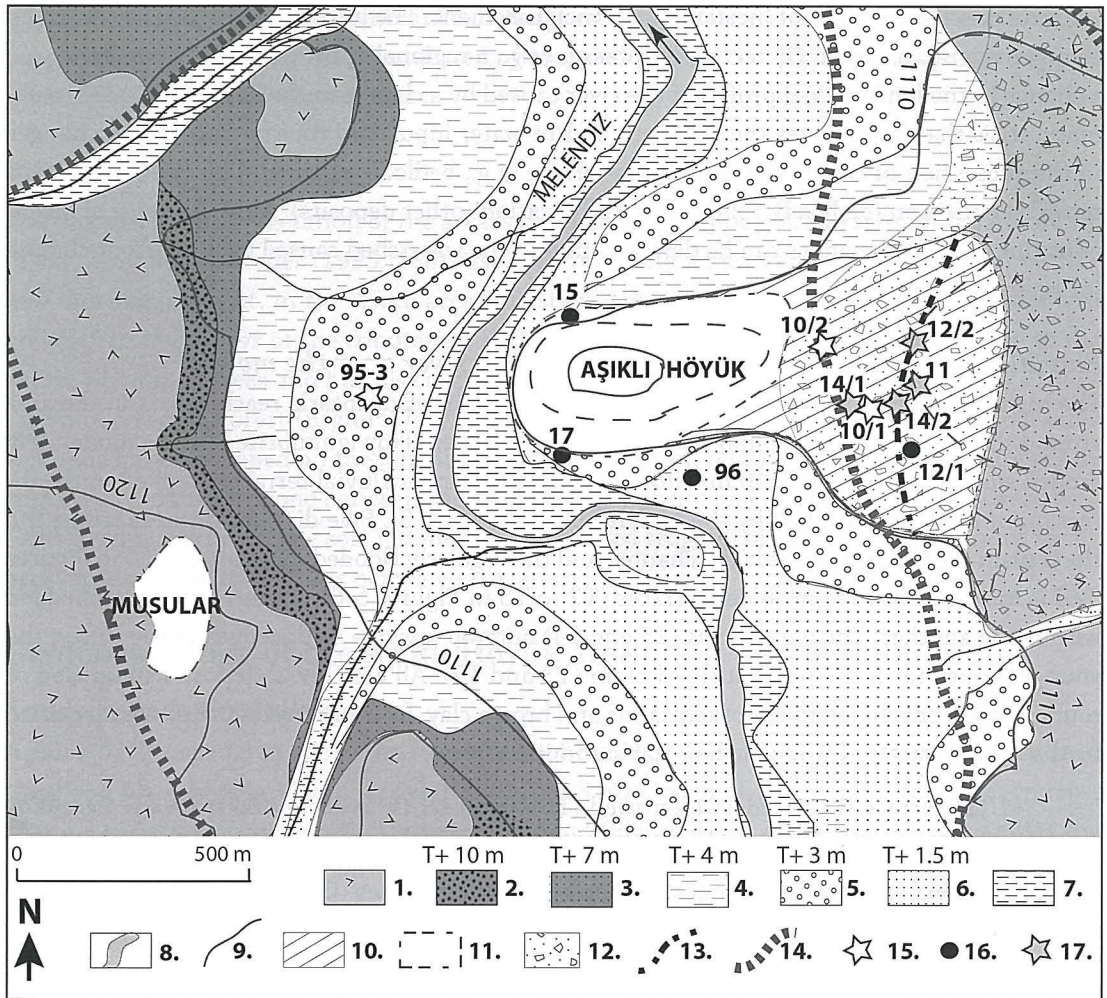 1110
MELENDIZ
15
10/2
12/2
AŞIKLI HÖYÜK
11
95-3
14/1
14/2
10/1
17
96
12/1
1120
MUSULAR
1110
1110
0 500 m
T+ 10 m T+ 7 m T+ 4 m T+ 3 m T+ 1.5 m
1. 2. 3. 4. 5. 6. 7.
N
8. 9. 10. 11. 12. 13. 14. 15. 16. 17.